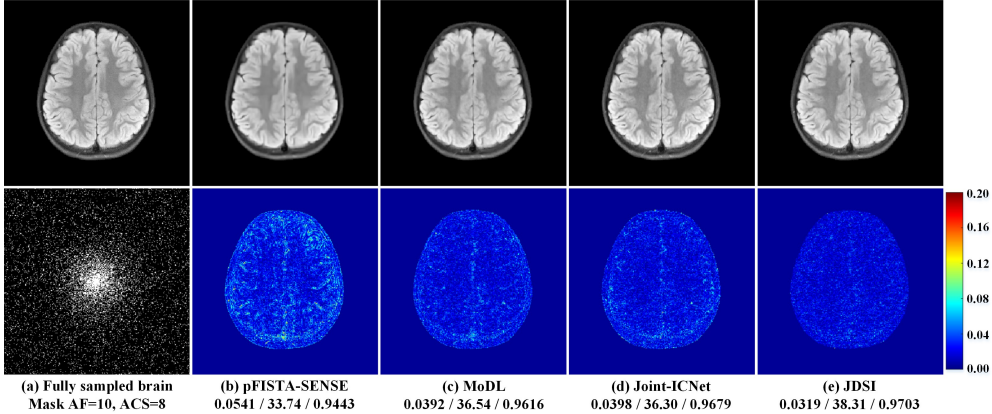 0.20
0.16
0.12
0.08
0.04
0.00
(a) Fully sampled brain
Mask AF=10, ACS=8
(b) pFISTA-SENSE
0.0541 / 33.74 / 0.9443
(c) MoDL
0.0392 / 36.54 / 0.9616
(d) Joint-ICNet
0.0398 / 36.30 / 0.9679
(e) JDSI
0.0319 / 38.31 / 0.9703